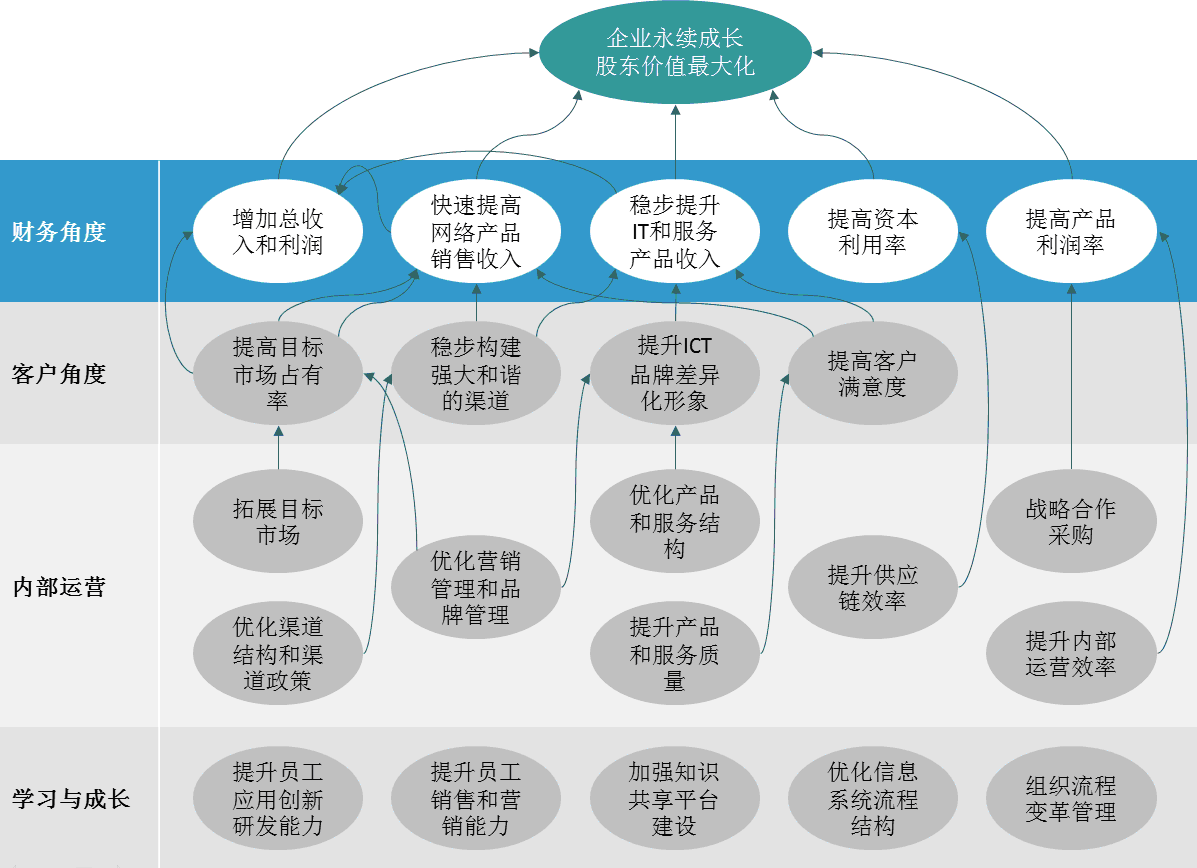 企业永续成长
股东价值最大化
财务角度
增加总收
入和利润
快速提高
网络产品
销售收入
稳步提升
IT和服务
产品收入
提高资本
利用率
提高产品
利润率
客户角度
提高目标
市场占有
率
稳步构建
强大和谐
的渠道
提升ICT
品牌差异
化形象
提高客户
满意度
内部运营
拓展目标
市场
优化产品
和服务结
构
战略合作
采购
优化营销
管理和品
牌管理
提升供应
链效率
优化渠道
结构和渠
道政策
提升产品
和服务质
量
提升内部
运营效率
学习与成长
提升员工
应用创新
研发能力
提升员工
销售和营
销能力
加强知识
共享平台
建设
优化信息
系统流程
结构
组织流程
变革管理